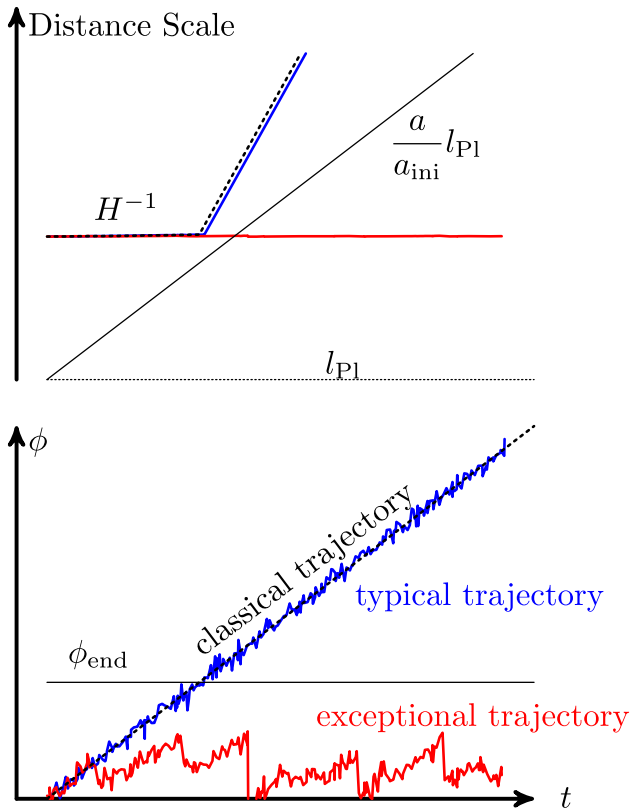 Distance Scale
a
a_ini l_Pl
H⁻¹
l_Pl
ϕ
classical trajectory
typical trajectory
ϕ_end
exceptional trajectory
t